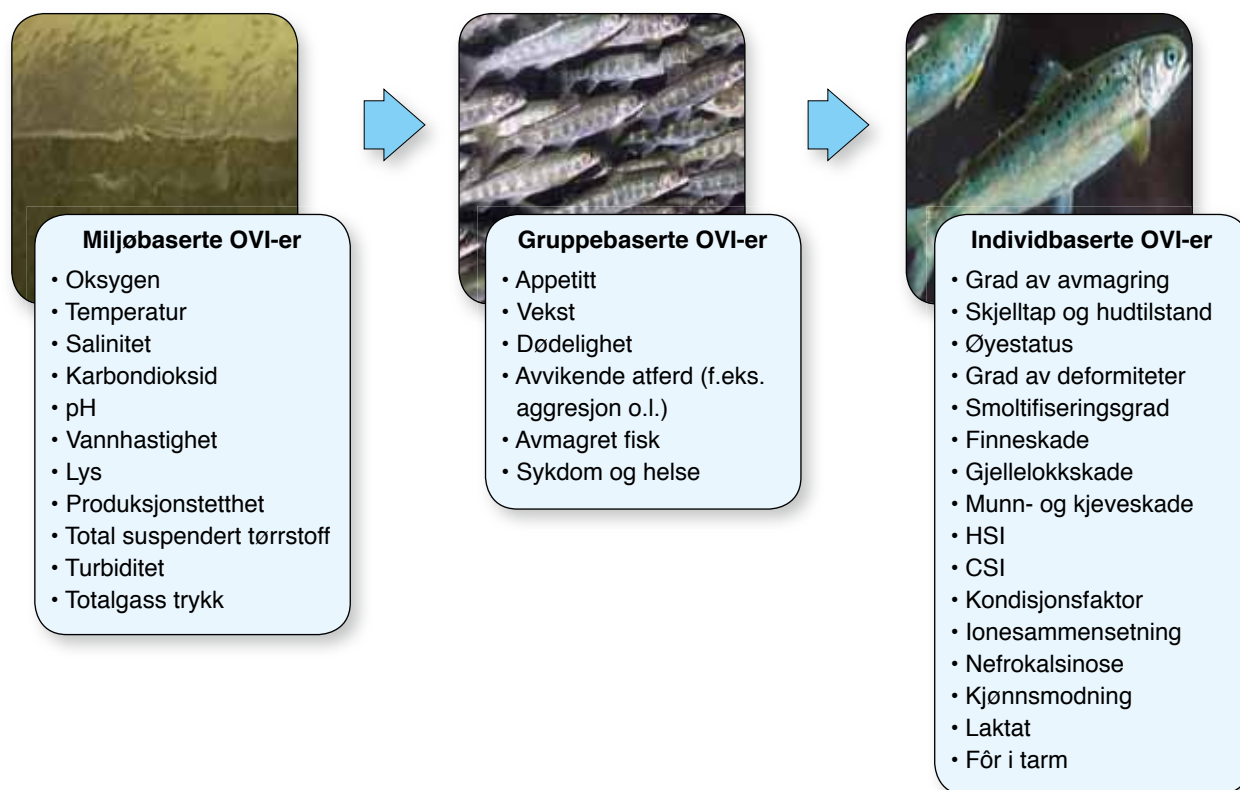 Miljøbaserte OVI-er
• Oksygen
• Temperatur
• Salinitet
• Karbondioksid
• pH
• Vannhastighet
• Lys
• Produksjonstetthet
• Total suspendert tørrstoff
• Turbiditet
• Totalgass trykk
Gruppebaserte OVI-er
• Appetitt
• Vekst
• Dødelighet
• Avvikende atferd (f.eks.
aggresjon o.l.)
• Avmagret fisk
• Sykdom og helse
Individbaserte OVI-er
• Grad av avmagring
• Skjelltap og hudtilstand
• Øyestatus
• Grad av deformiteter
• Smoltifiseringsgrad
• Finneskade
• Gjellelokkskade
• Munn- og kjeveskade
• HSI
• CSI
• Kondisjonsfaktor
• Ionesammensetning
• Nefrokalsinose
• Kjønnsmodning
• Laktat
• Fôr i tarm